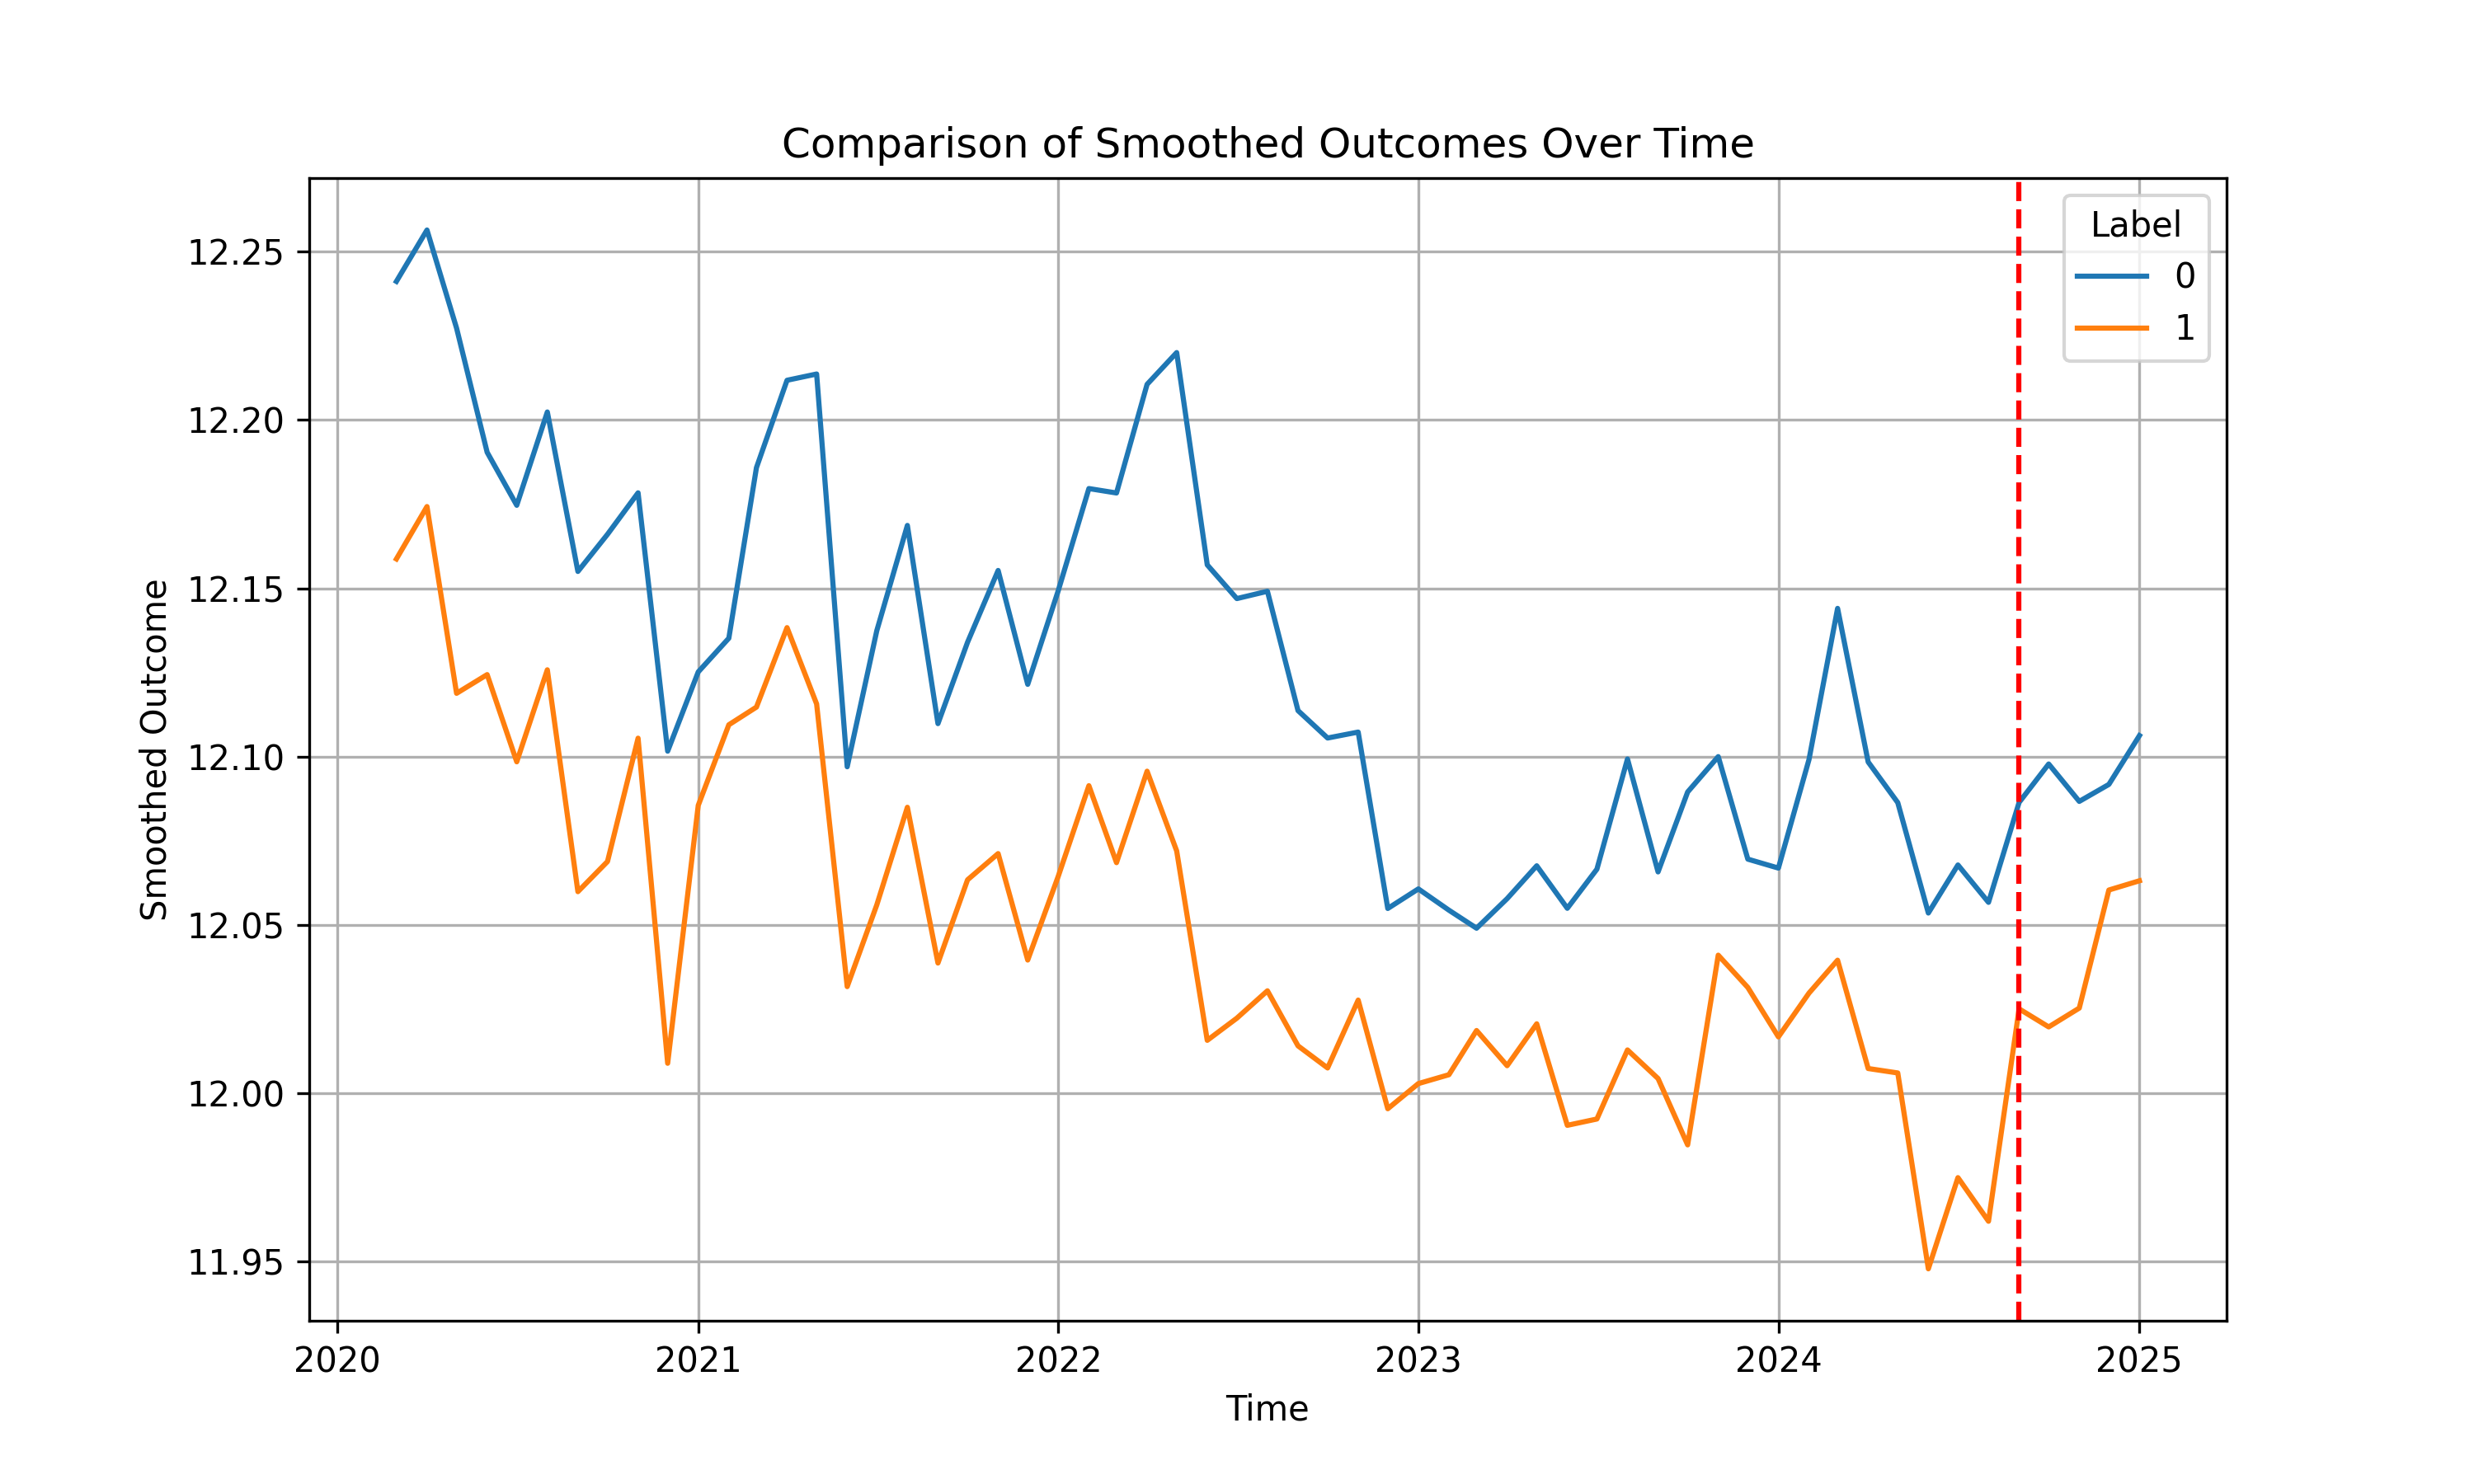 Comparison of Smoothed Outcomes Over Time
Label
0
1
12.25
12.20
12.15
12.10
12.05
12.00
11.95
Smoothed Outcome
2020 2021 2022 2023 2024 2025
Time